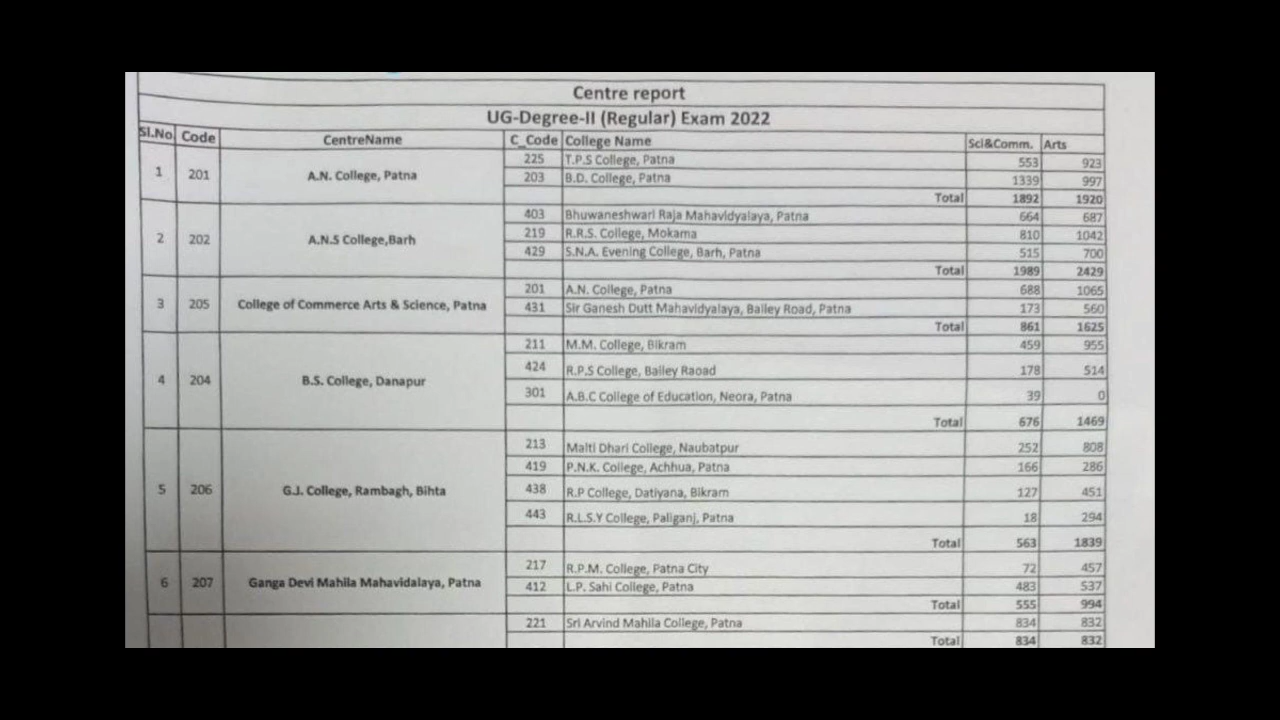 Centre report
UG-Degree-II (Regular) Exam 2022
Sl.No Code CentreName C_Code College Name Sci&Comm. Arts
1 201 A.N. College, Patna 225 T.P.S College, Patna 553 923
203 B.D. College, Patna 1339 997
Total 1892 1920
2 202 A.N.S College,Barh 403 Bhuwaneshwari Raja Mahavidyalaya, Patna 664 687
219 R.R.S. College, Mokama 810 1042
429 S.N.A. Evening College, Barh, Patna 515 700
Total 1989 2429
3 205 College of Commerce Arts & Science, Patna 201 A.N. College, Patna 688 1065
431 Sir Ganesh Dutt Mahavidyalaya, Bailey Road, Patna 173 560
Total 861 1625
4 204 B.S. College, Danapur 211 M.M. College, Bikram 459 955
424 R.P.S College, Bailey Raoad 178 514
301 A.B.C College of Education, Neora, Patna 39 0
Total 676 1469
5 206 G.J. College, Rambagh, Bihta 213 Malti Dhari College, Naubatpur 252 808
419 P.N.K. College, Achhua, Patna 166 286
438 R.P College, Datiyana, Bikram 127 451
443 R.L.S.Y College, Paliganj, Patna 18 294
Total 563 1839
6 207 Ganga Devi Mahila Mahavidalaya, Patna 217 R.P.M. College, Patna City 72 457
412 L.P. Sahi College, Patna 483 537
Total 555 994
221 Sri Arvind Mahila College, Patna 834 832
Total 834 832